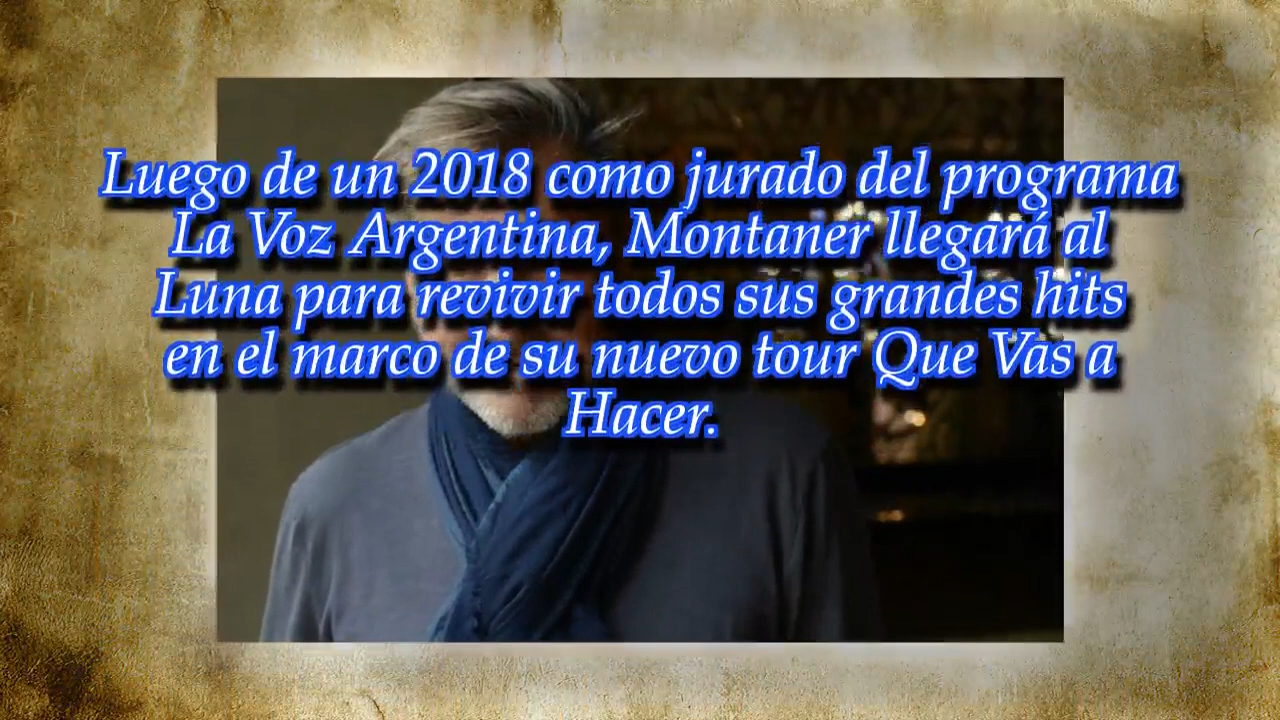 Luego de un 2018 como jurado del programa
La Voz Argentina, Montaner llegará al
Luna para revivir todos sus grandes hits
en el marco de su nuevo tour Que Vas a
Hacer.